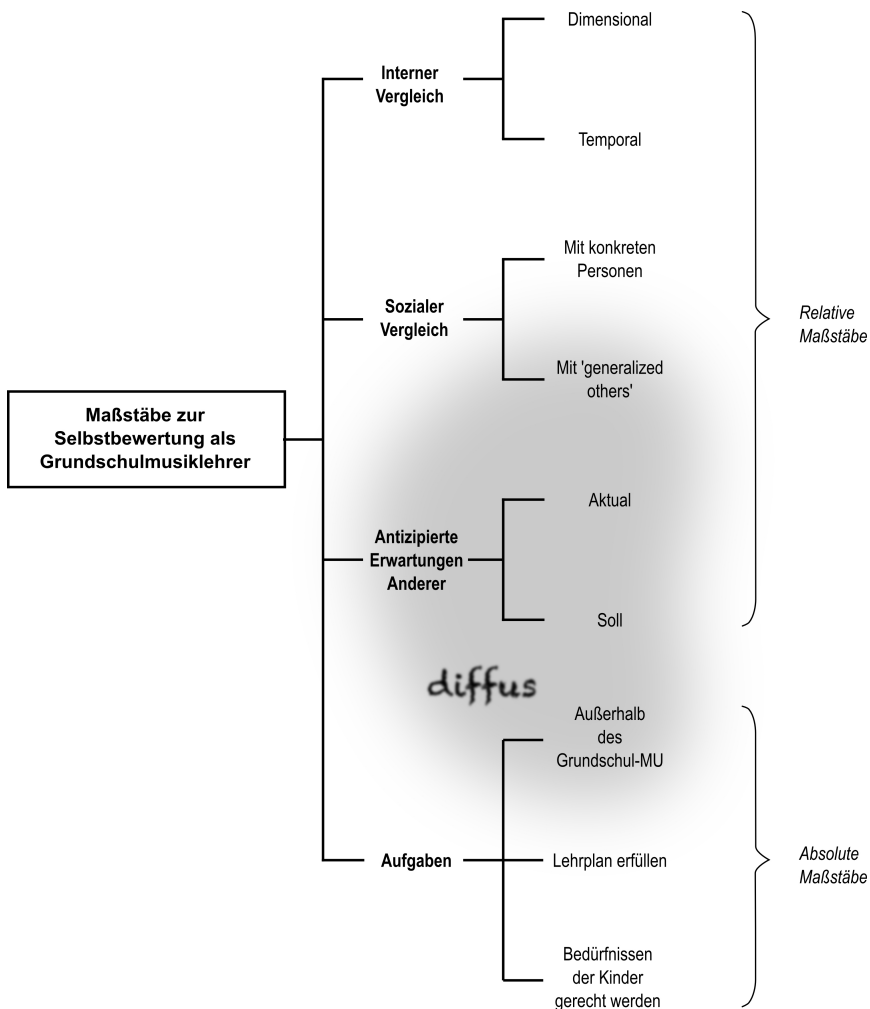 Maßstäbe zur
Selbstbewertung als
Grundschulmusiklehrer
Interner
Vergleich
Dimensional
Temporal
Sozialer
Vergleich
Mit konkreten
Personen
Mit 'generalized
others'
Antizipierte
Erwartungen
Anderer
Aktual
Soll
diffus
Aufgaben
Außerhalb
des
Grundschul-MU
Lehrplan erfüllen
Bedürfnissen
der Kinder
gerecht werden
Relative
Maßstäbe
Absolute
Maßstäbe